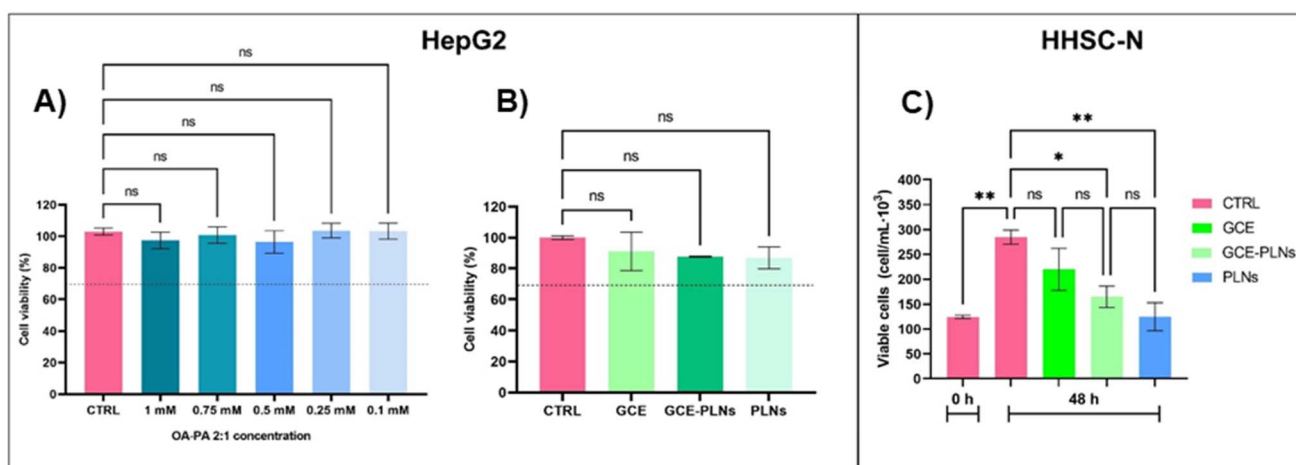 HepG2
HHSC-N
A)
ns
ns
ns
ns
ns
Cell viability (%)
120
100
80
60
40
20
0
CTRL 1 mM 0.75 mM 0.5 mM 0.25 mM 0.1 mM
OA-PA 2:1 concentration
B)
ns
ns
ns
Cell viability (%)
120
100
80
60
40
20
0
CTRL GCE GCE-PLNs PLNs
C)
**
*
** ns ns ns
Viable cells (cell/mL·10³)
400
350
300
250
200
150
100
50
0
0 h 48 h
CTRL
GCE
GCE-PLNs
PLNs